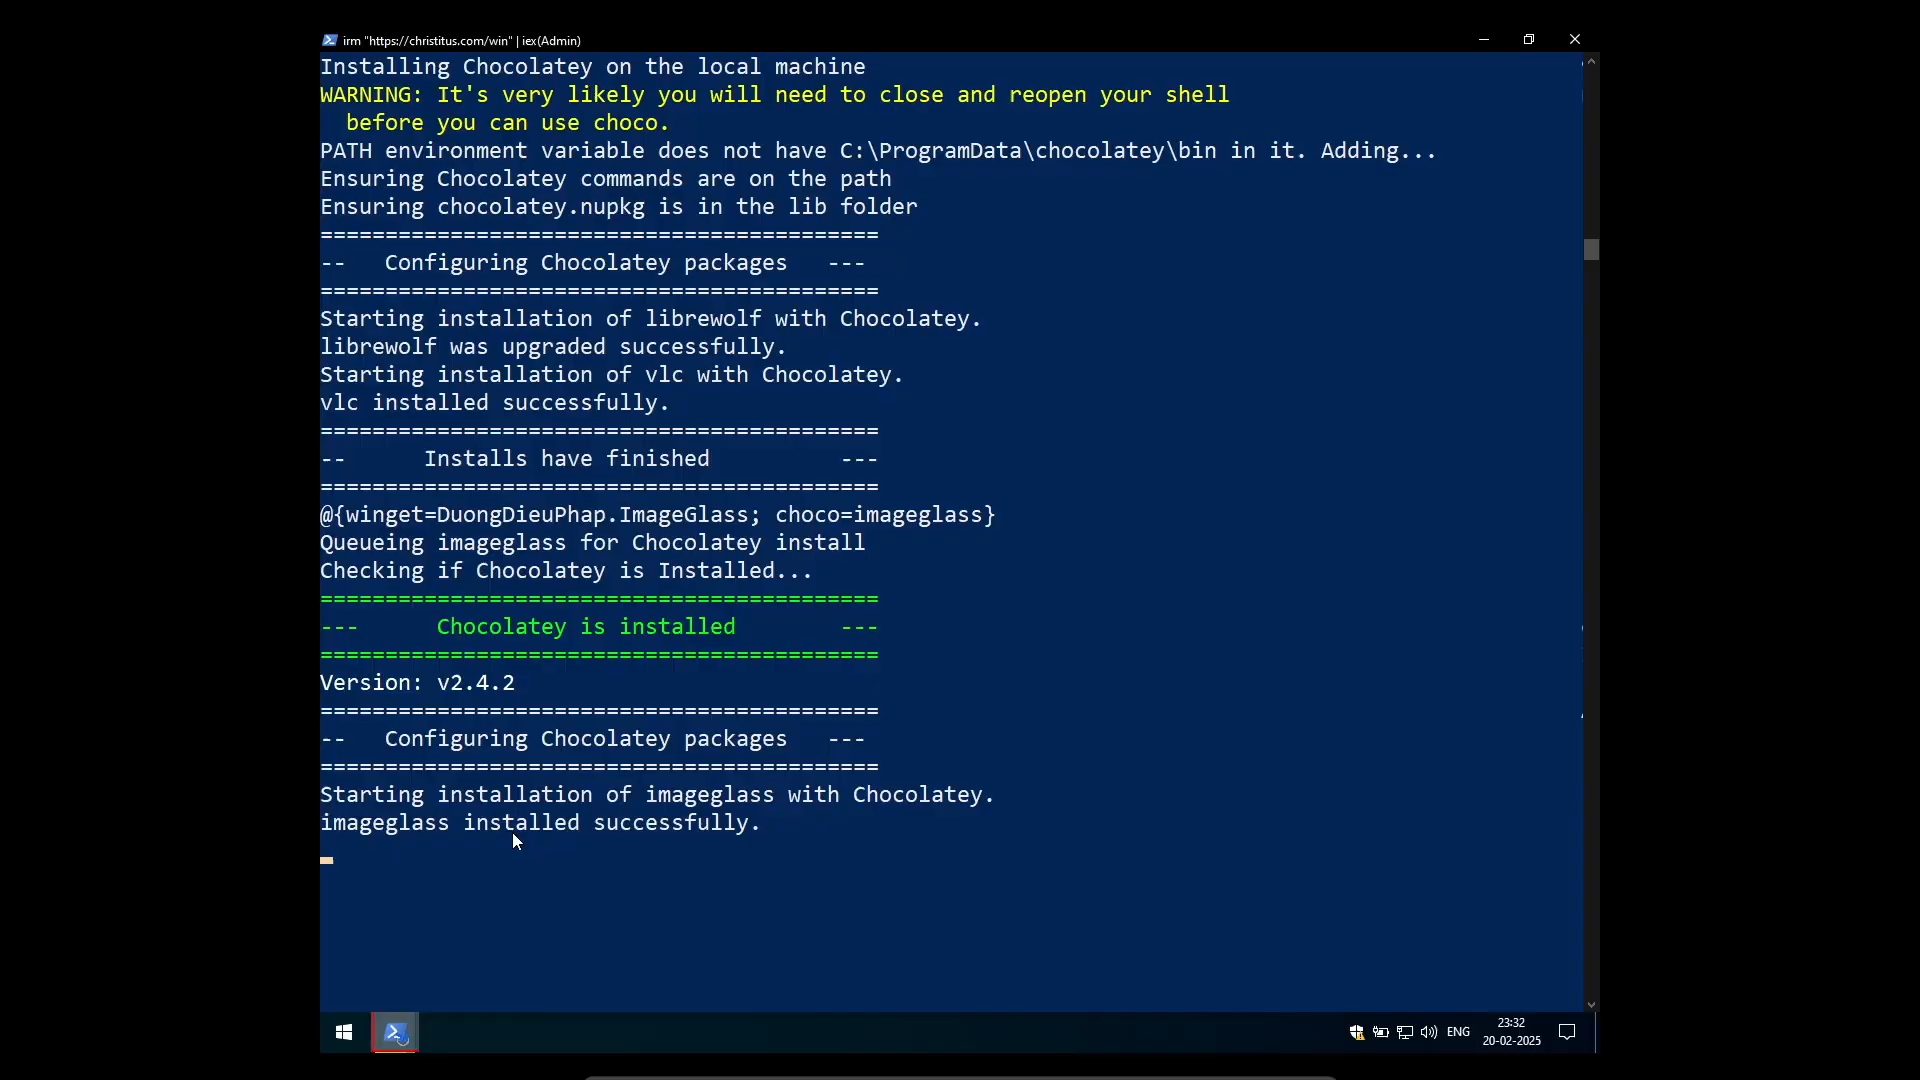 irm "https://christitus.com/win" | iex(Admin)
Installing Chocolatey on the local machine
WARNING: It's very likely you will need to close and reopen your shell
  before you can use choco.
PATH environment variable does not have C:\ProgramData\chocolatey\bin in it. Adding...
Ensuring Chocolatey commands are on the path
Ensuring chocolatey.nupkg is in the lib folder
===========================================
--   Configuring Chocolatey packages   ---
===========================================
Starting installation of librewolf with Chocolatey.
librewolf was upgraded successfully.
Starting installation of vlc with Chocolatey.
vlc installed successfully.
===========================================
--      Installs have finished          ---
===========================================
@{winget=DuongDieuPhap.ImageGlass; choco=imageglass}
Queueing imageglass for Chocolatey install
Checking if Chocolatey is Installed...
===========================================
---      Chocolatey is installed        ---
===========================================
Version: v2.4.2
===========================================
--   Configuring Chocolatey packages   ---
===========================================
Starting installation of imageglass with Chocolatey.
imageglass installed successfully.
ENG
23:32
20-02-2025